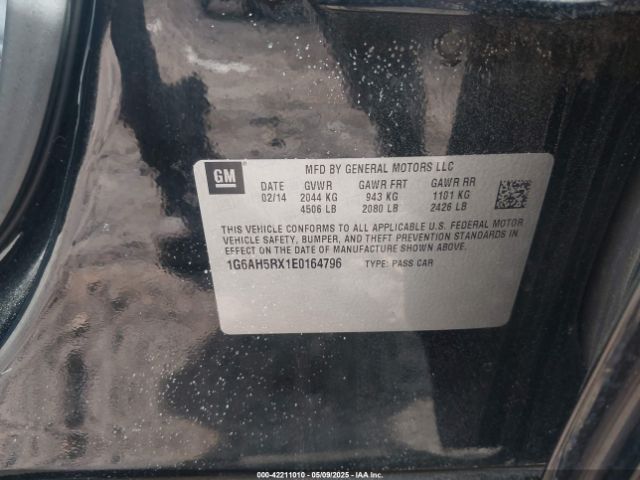 GM
MFD BY GENERAL MOTORS LLC
DATE GVWR GAWR FRT GAWR RR
02/14 2044 KG 943 KG 1101 KG
4506 LB 2080 LB 2426 LB
THIS VEHICLE CONFORMS TO ALL APPLICABLE U.S. FEDERAL MOTOR
VEHICLE SAFETY, BUMPER, AND THEFT PREVENTION STANDARDS IN
EFFECT ON THE DATE OF MANUFACTURE SHOWN ABOVE.
1G6AH5RX1E0164796 TYPE: PASS CAR
000-42211010 - 05/09/2025 - IAAI.COM